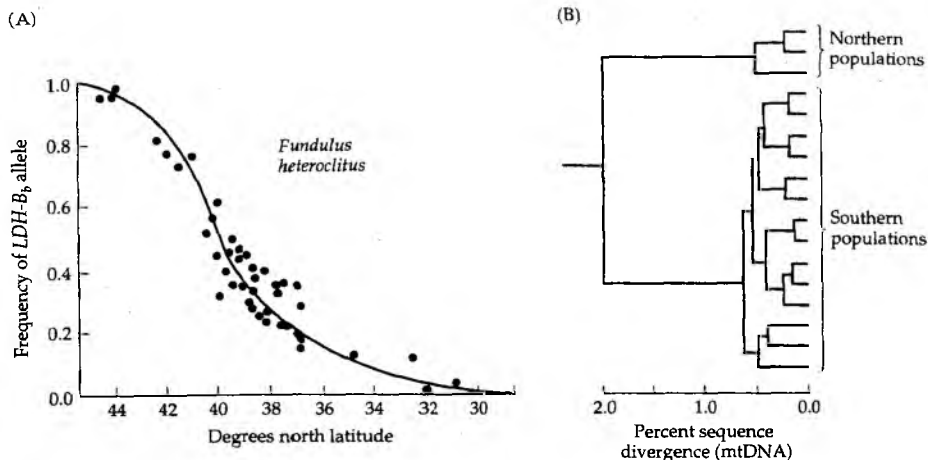 (A)
Frequency of LDH-Bb allele
1.0
0.8
0.6
0.4
0.2
0.0
Fundulus
heteroclitus
44 42 40 38 36 34 32 30
Degrees north latitude
(B)
Northern
populations
Southern
populations
2.0 1.0 0.0
Percent sequence
divergence (mtDNA)